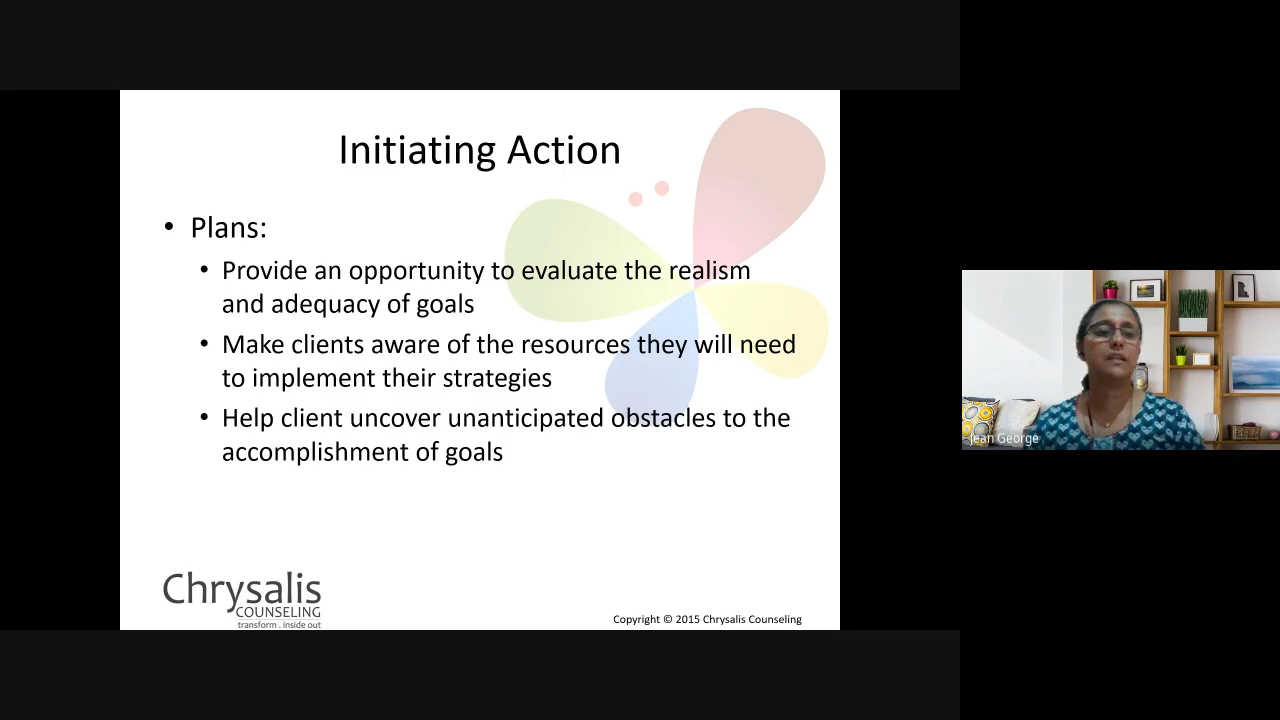 Initiating Action
• Plans:
• Provide an opportunity to evaluate the realism
and adequacy of goals
• Make clients aware of the resources they will need
to implement their strategies
• Help client uncover unanticipated obstacles to the
accomplishment of goals
Chrysalis
COUNSELING
transform . inside out
Copyright © 2015 Chrysalis Counseling
Jean George